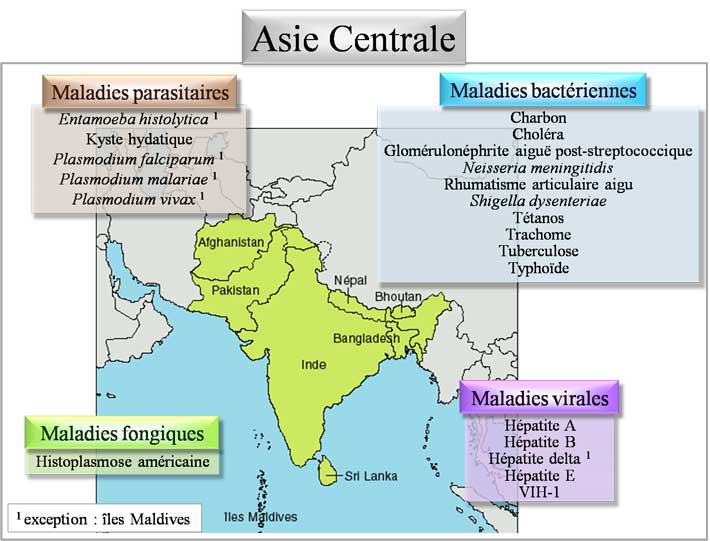 Asie Centrale
Maladies parasitaires
Entamoeba histolytica ¹
Kyste hydatique
Plasmodium falciparum ¹
Plasmodium malariae ¹
Plasmodium vivax ¹
Maladies bactériennes
Charbon
Choléra
Glomérulonéphrite aiguë post-streptococcique
Neisseria meningitidis
Rhumatisme articulaire aigu
Shigella dysenteriae
Tétanos
Trachome
Tuberculose
Typhoïde
Afghanistan
Pakistan
Népal
Bhoutan
Bangladesh
Inde
Sri Lanka
îles Maldives
Maladies virales
Hépatite A
Hépatite B
Hépatite delta ¹
Hépatite E
VIH-1
Maladies fongiques
Histoplasmose américaine
¹ exception : îles Maldives